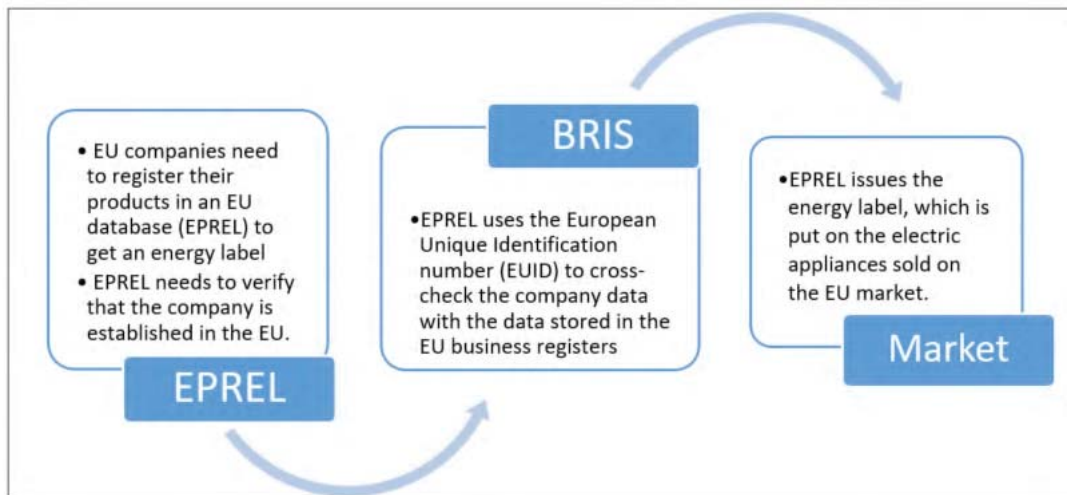 • EU companies need
to register their
products in an EU
database (EPREL) to
get an energy label
• EPREL needs to verify
that the company is
established in the EU.
EPREL
BRIS
•EPREL uses the European
Unique Identification
number (EUID) to cross-
check the company data
with the data stored in the
EU business registers
•EPREL issues the
energy label, which is
put on the electric
appliances sold on
the EU market.
Market